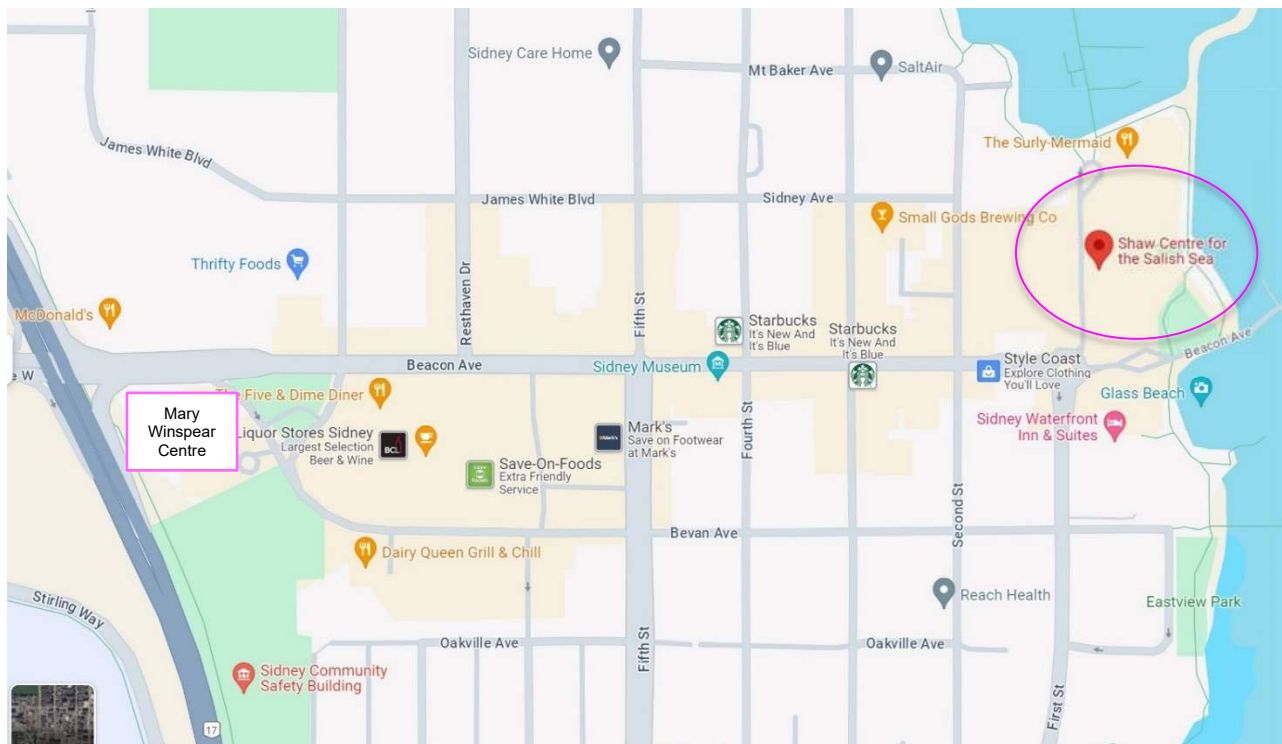 Sidney Care Home
Mt Baker Ave
SaltAir
James White Blvd
The Surly Mermaid
James White Blvd
Sidney Ave
Small Gods Brewing Co
Shaw Centre for
the Salish Sea
Thrifty Foods
Resthaven Dr
Fifth St
McDonald's
Starbucks
It's New And
It's Blue
Starbucks
It's New And
It's Blue
Beacon Ave
Beacon Ave
Sidney Museum
Style Coast
Explore Clothing
You'll Love
e W
The Five & Dime Diner
Glass Beach
Mary
Winspear
Centre
Liquor Stores Sidney
Largest Selection
Beer & Wine
BCL
Mark's
Mark's
Save on Footwear
at Mark's
Fourth St
Sidney Waterfront
Inn & Suites
Save-On-Foods
Extra Friendly
Service
Second St
Bevan Ave
Dairy Queen Grill & Chill
Reach Health
Eastview Park
Stirling Way
Oakville Ave
Fifth St
Oakville Ave
Sidney Community
Safety Building
First St
17